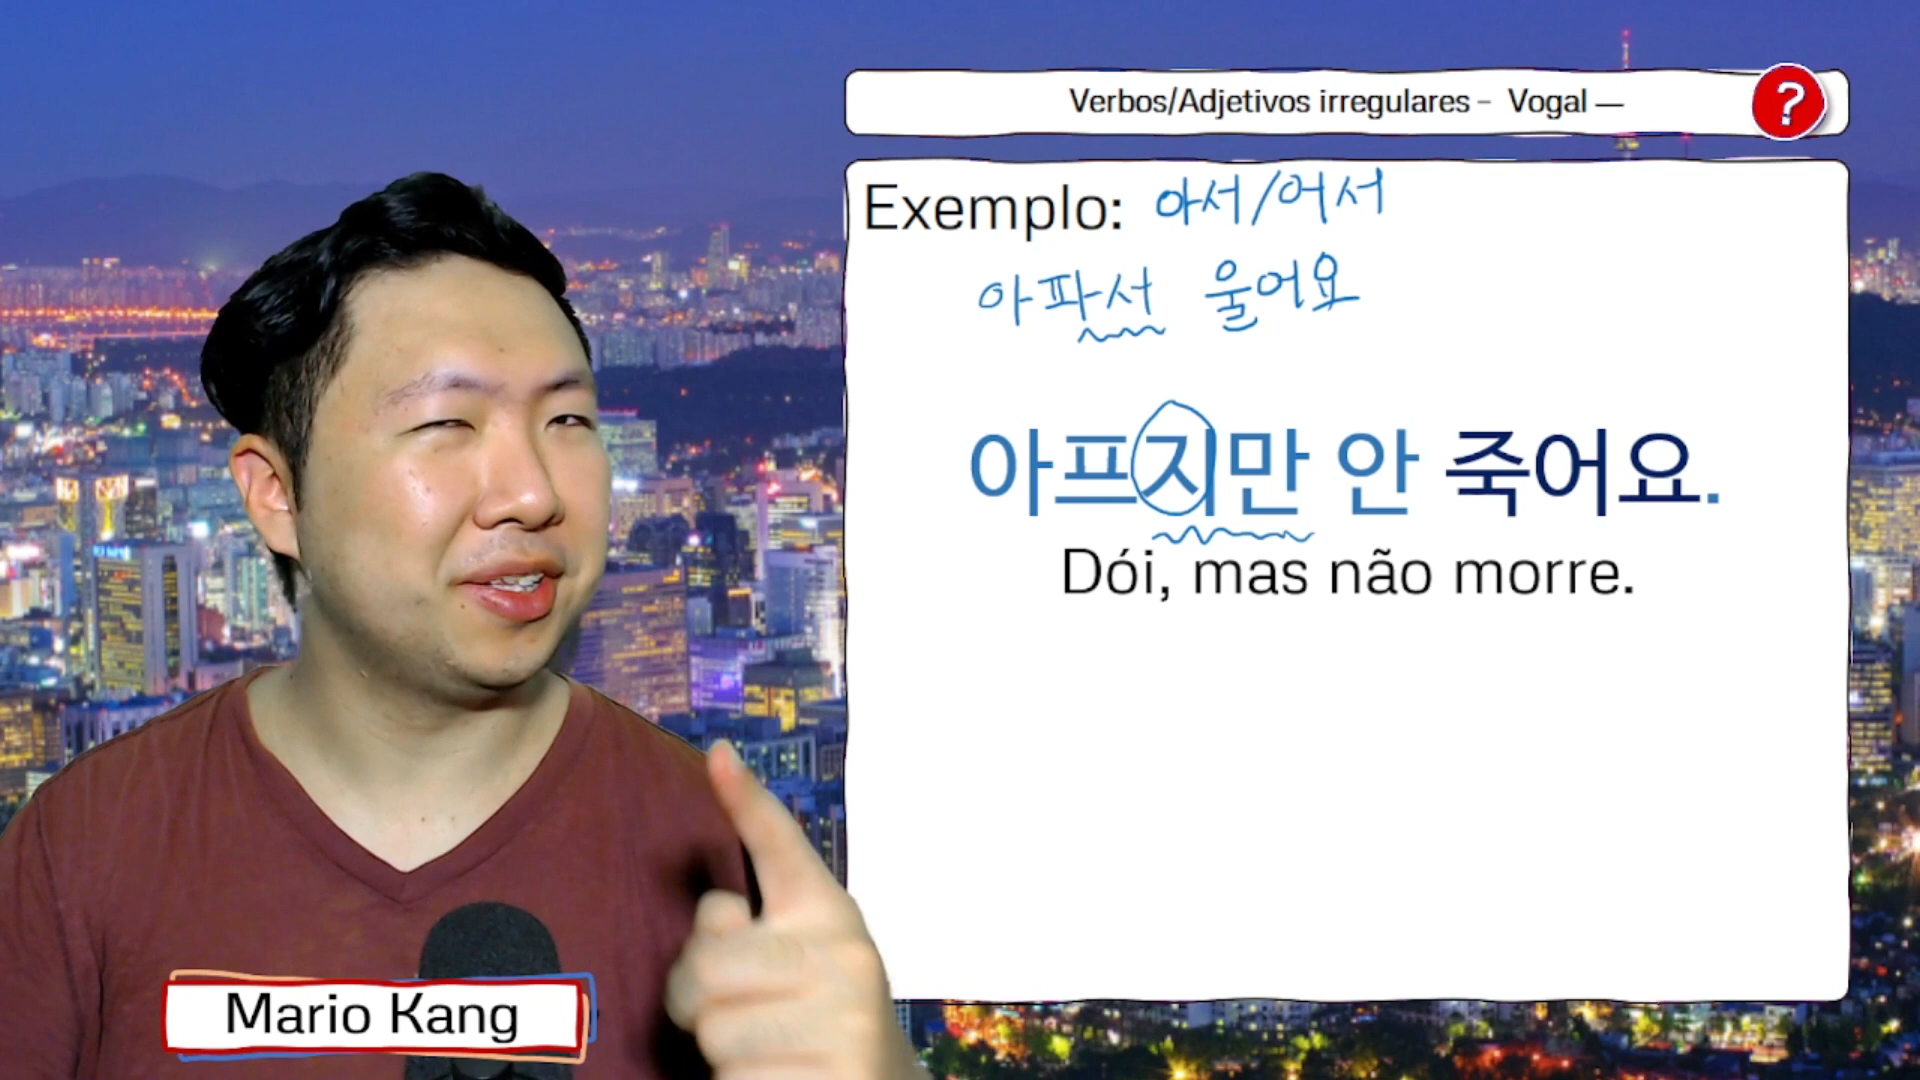 Verbos/Adjetivos irregulares - Vogal ㅡ
?
Exemplo: 아서/어서
아파서 울어요
아프지만 안 죽어요.
Dói, mas não morre.
Mario Kang